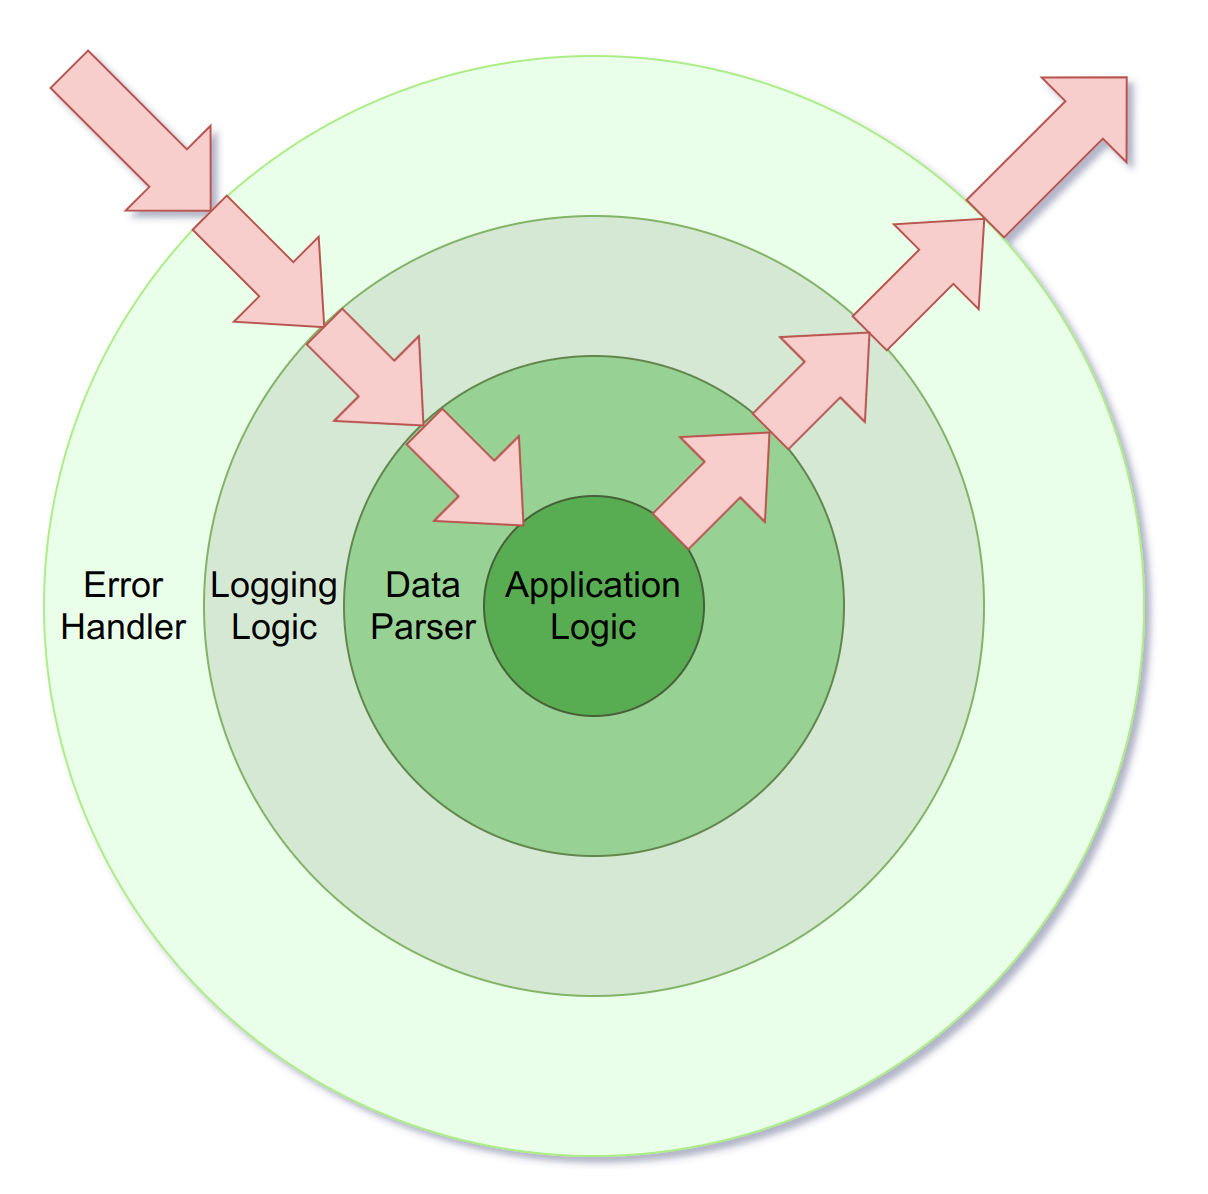 Error
Handler
Logging
Logic
Data
Parser
Application
Logic